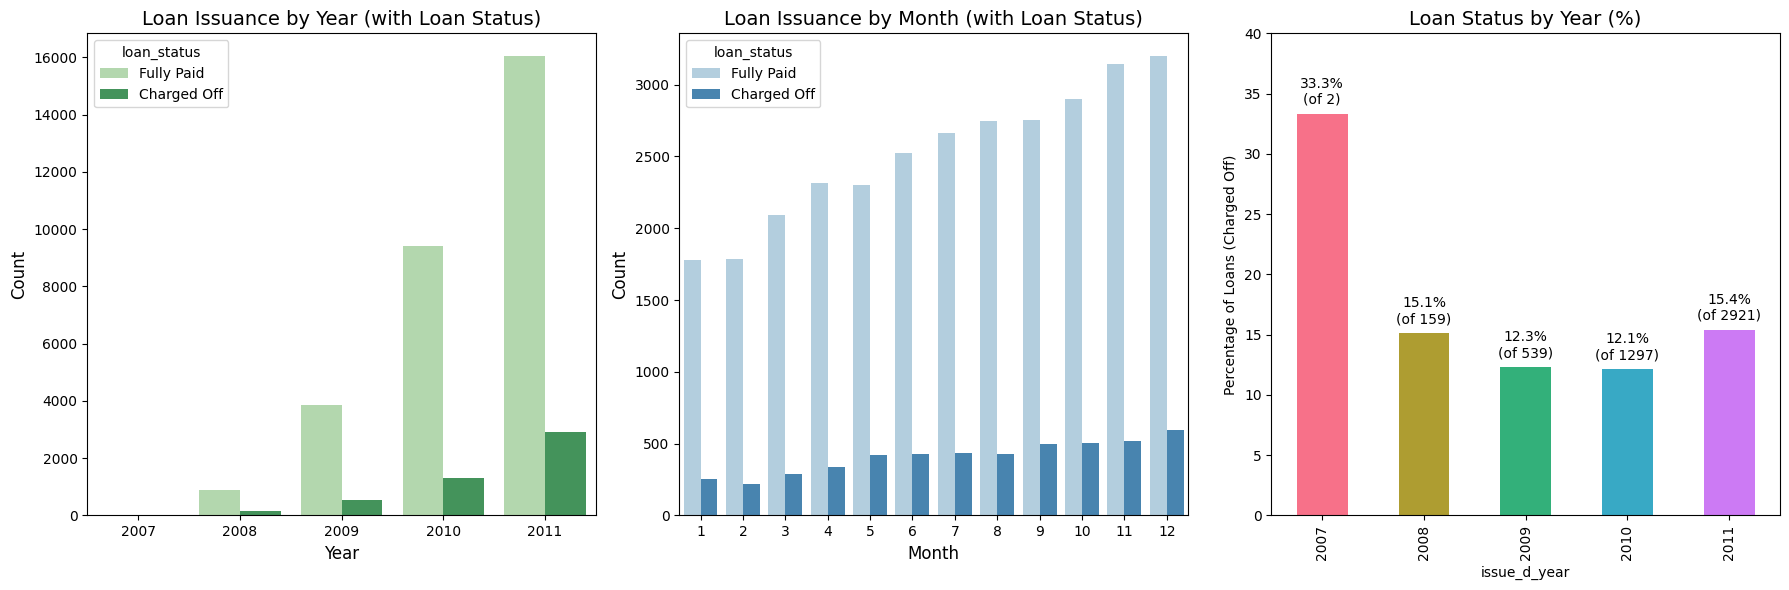 Loan Issuance by Year (with Loan Status)
loan_status
Fully Paid
Charged Off
Count
16000
14000
12000
10000
8000
6000
4000
2000
0
2007 2008 2009 2010 2011
Year
Loan Issuance by Month (with Loan Status)
loan_status
Fully Paid
Charged Off
Count
3000
2500
2000
1500
1000
500
0
1 2 3 4 5 6 7 8 9 10 11 12
Month
Loan Status by Year (%)
Percentage of Loans (Charged Off)
40
35
30
25
20
15
10
5
0
33.3%
(of 2)
15.1%
(of 159)
12.3%
(of 539)
12.1%
(of 1297)
15.4%
(of 2921)
2007 2008 2009 2010 2011
issue_d_year